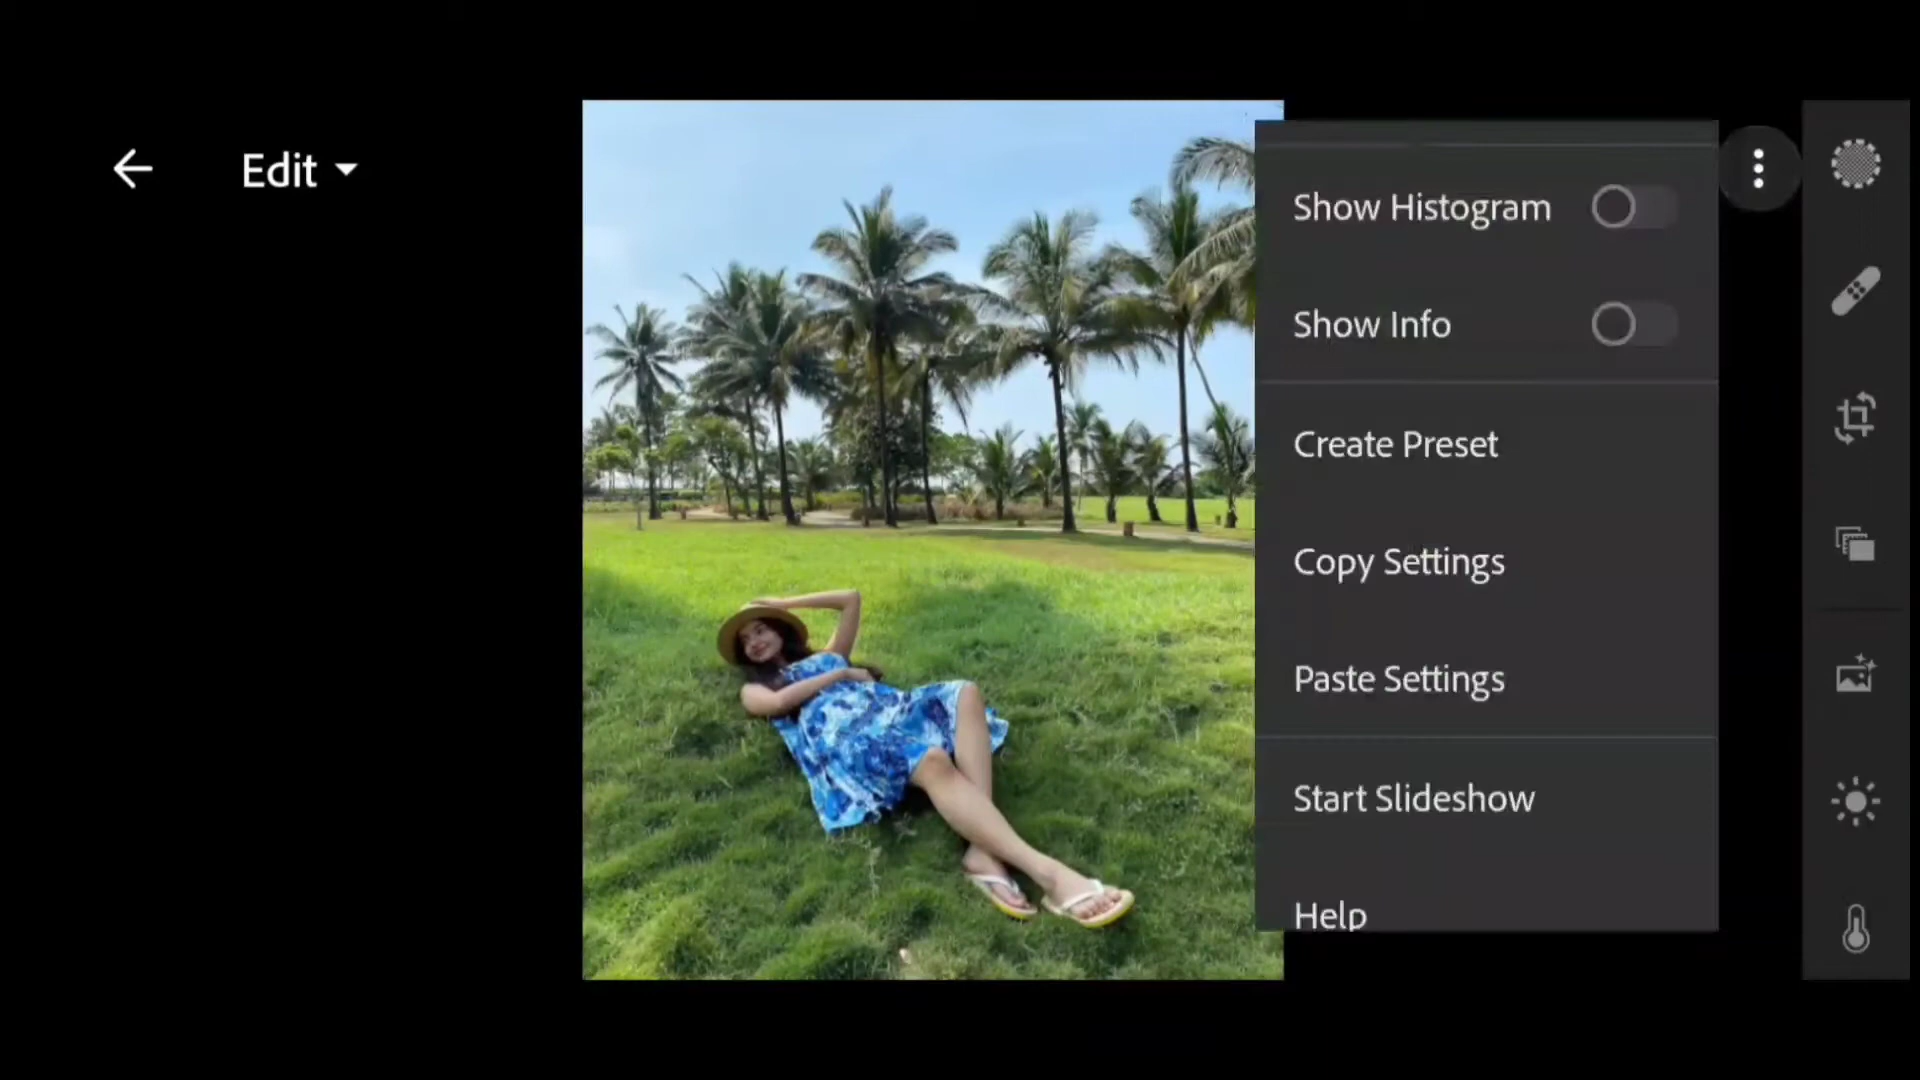 Edit
Show Histogram
Show Info
Create Preset
Copy Settings
Paste Settings
Start Slideshow
Help